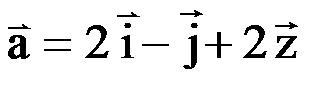 a⃗ = 2 i⃗ − j⃗ + 2 z⃗